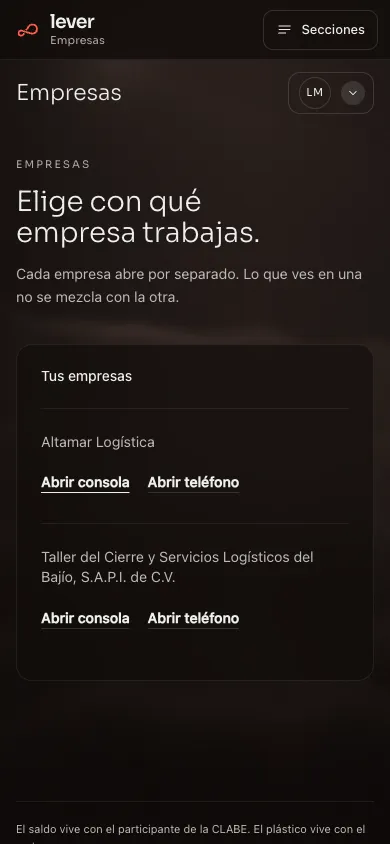 lever
Empresas
Secciones
Empresas
LM
EMPRESAS
Elige con qué
empresa trabajas.
Cada empresa abre por separado. Lo que ves en una
no se mezcla con la otra.
Tus empresas
Altamar Logística
Abrir consola Abrir teléfono
Taller del Cierre y Servicios Logísticos del
Bajío, S.A.P.I. de C.V.
Abrir consola Abrir teléfono
El saldo vive con el participante de la CLABE. El plástico vive con el